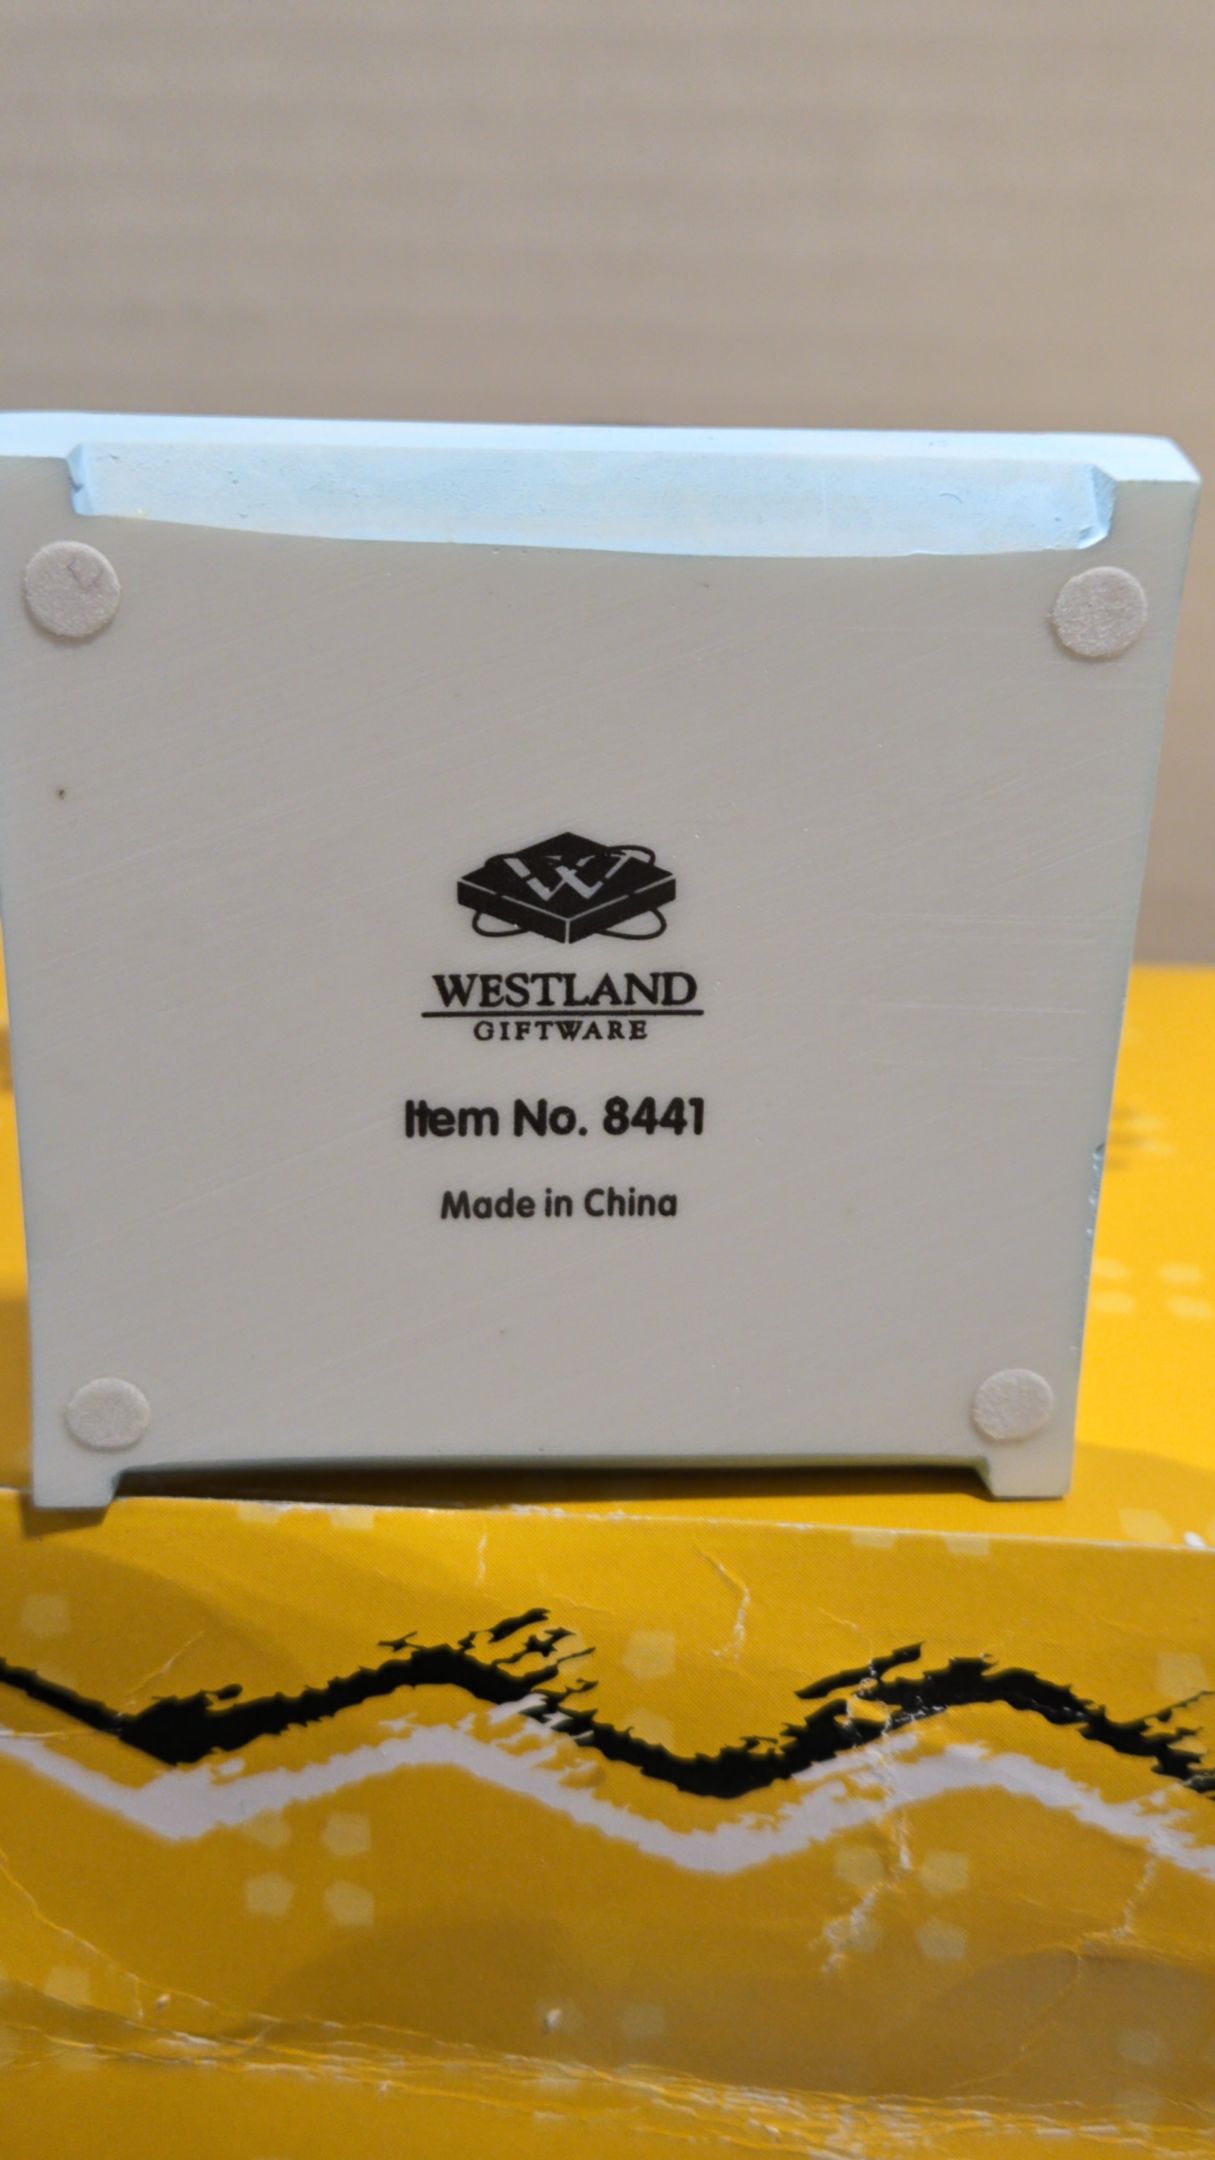 WESTLAND
GIFTWARE
Item No. 8441
Made in China